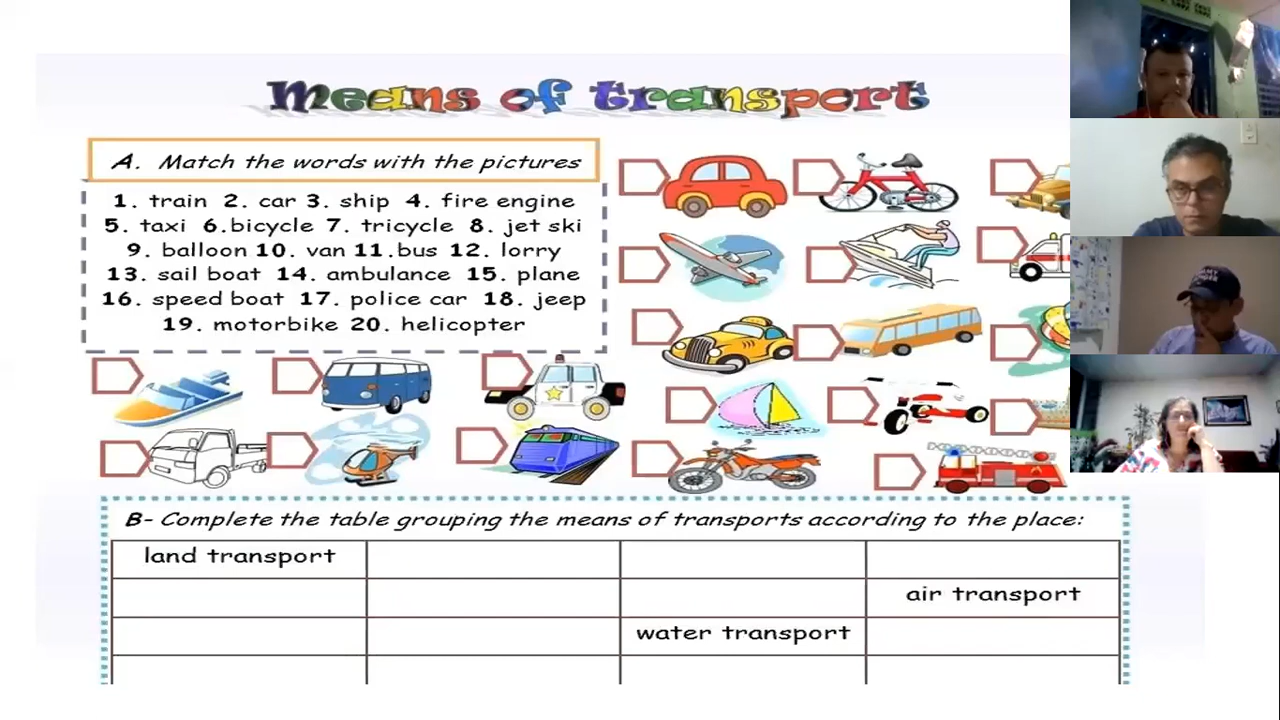 Means of transport
A. Match the words with the pictures
1. train 2. car 3. ship 4. fire engine
5. taxi 6.bicycle 7. tricycle 8. jet ski
9. balloon 10. van 11.bus 12. lorry
13. sail boat 14. ambulance 15. plane
16. speed boat 17. police car 18. jeep
19. motorbike 20. helicopter
B- Complete the table grouping the means of transports according to the place:
land transport
air transport
water transport